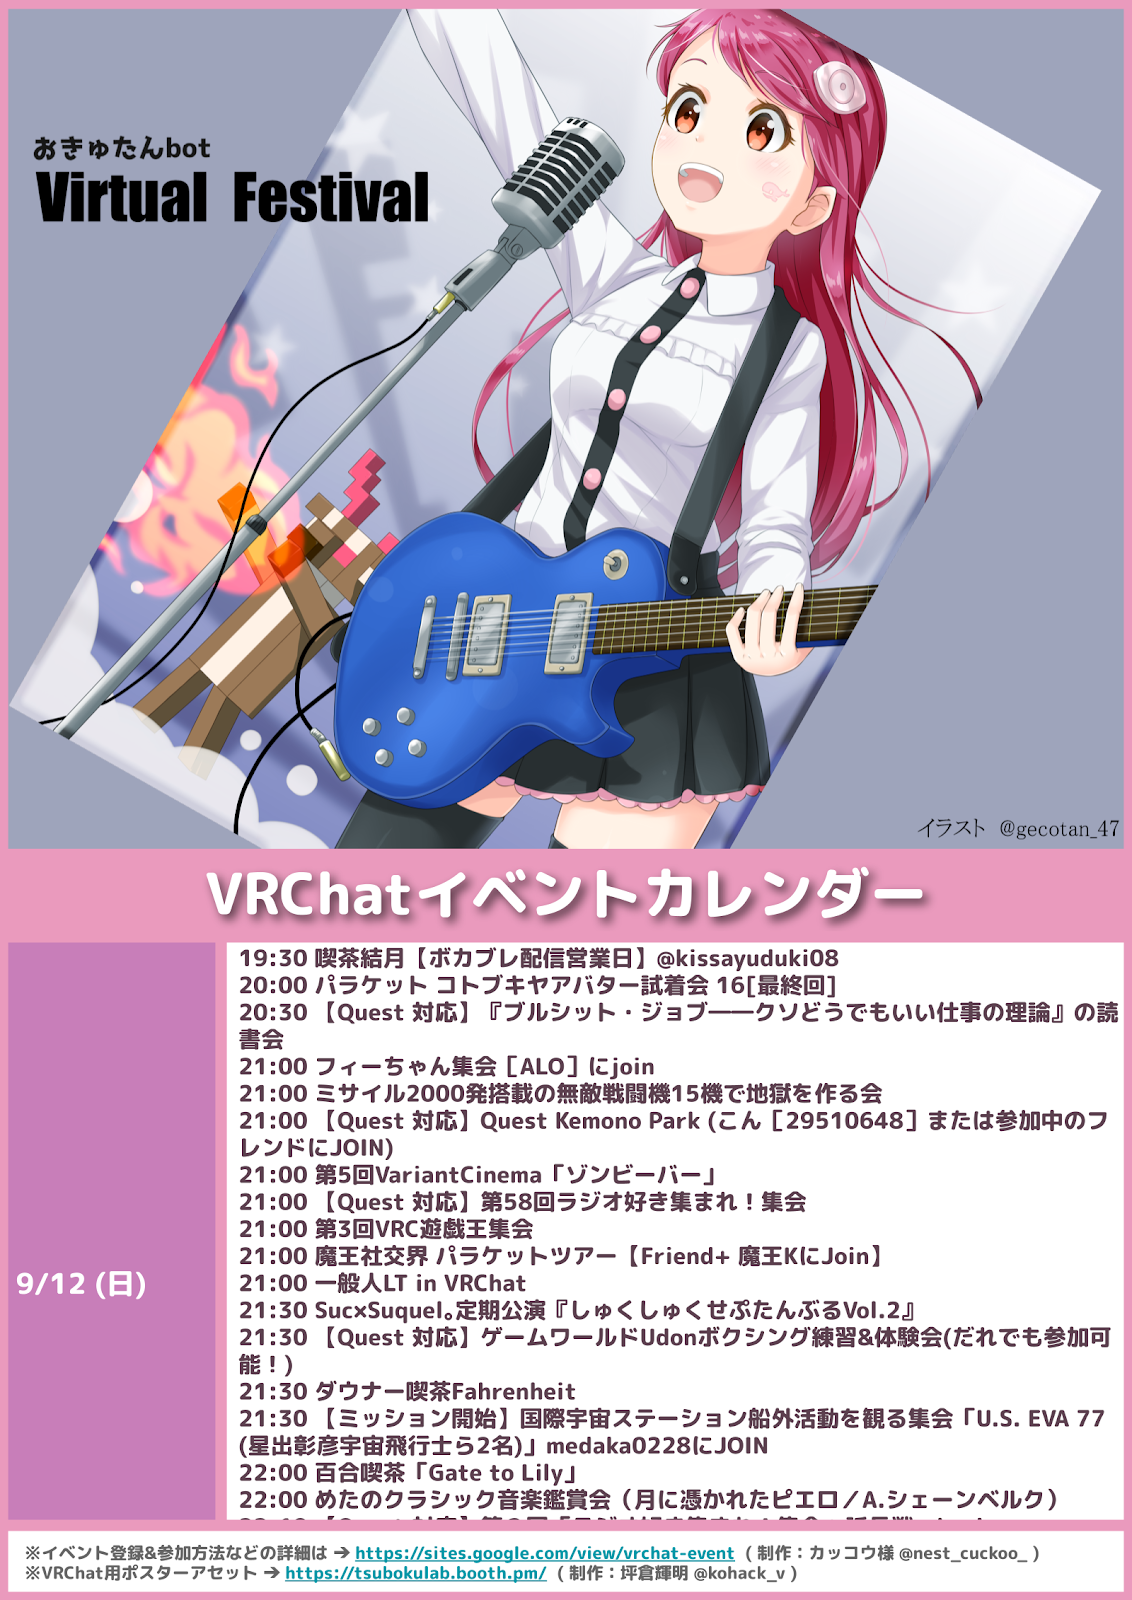 おきゅたんbot
Virtual Festival
イラスト @gecotan_47
VRChatイベントカレンダー
9/12 (日)
19:30 喫茶結月【ボカブレ配信営業日】@kissayuduki08
20:00 パラケット コトブキヤアバター試着会 16[最終回]
20:30 【Quest 対応】『ブルシット・ジョブ――クソどうでもいい仕事の理論』の読
書会
21:00 フィーちゃん集会［ALO］にjoin
21:00 ミサイル2000発搭載の無敵戦闘機15機で地獄を作る会
21:00 【Quest 対応】Quest Kemono Park (こん［29510648］または参加中のフ
レンドにJOIN)
21:00 第5回VariantCinema「ゾンビーバー」
21:00 【Quest 対応】第58回ラジオ好き集まれ！集会
21:00 第3回VRC遊戯王集会
21:00 魔王社交界 パラケットツアー【Friend+ 魔王KにJoin】
21:00 一般人LT in VRChat
21:30 Suc×Suquel。定期公演『しゅくしゅくせぷたんぶるVol.2』
21:30 【Quest 対応】ゲームワールドUdonボクシング練習&体験会(だれでも参加可
能！)
21:30 ダウナー喫茶Fahrenheit
21:30 【ミッション開始】国際宇宙ステーション船外活動を観る集会「U.S. EVA 77
(星出彰彦宇宙飛行士ら2名)」medaka0228にJOIN
22:00 百合喫茶「Gate to Lily」
22:00 めたのクラシック音楽鑑賞会（月に憑かれたピエロ／A.シェーンベルク）
※イベント登録&参加方法などの詳細は → https://sites.google.com/view/vrchat-event ( 制作：カッコウ様 @nest_cuckoo_ )
※VRChat用ポスターアセット → https://tsubokulab.booth.pm/ ( 制作：坪倉輝明 @kohack_v )